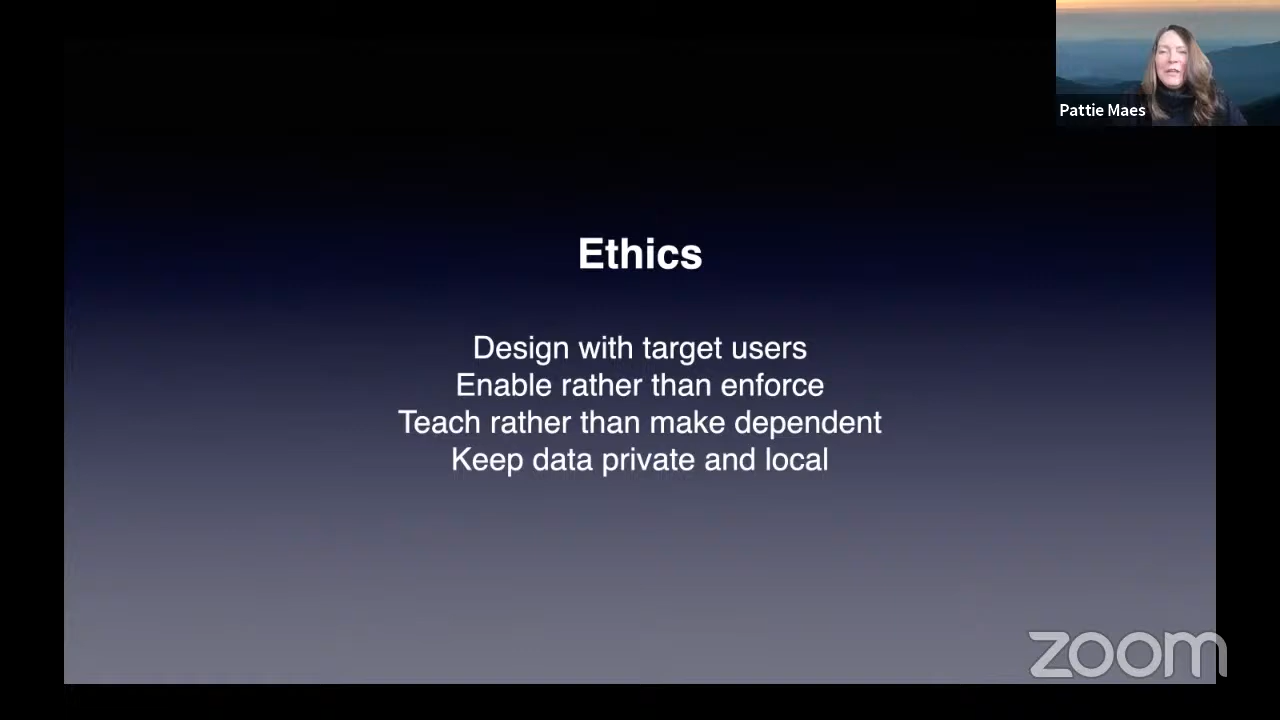 Pattie Maes
Ethics
Design with target users
Enable rather than enforce
Teach rather than make dependent
Keep data private and local
zoom